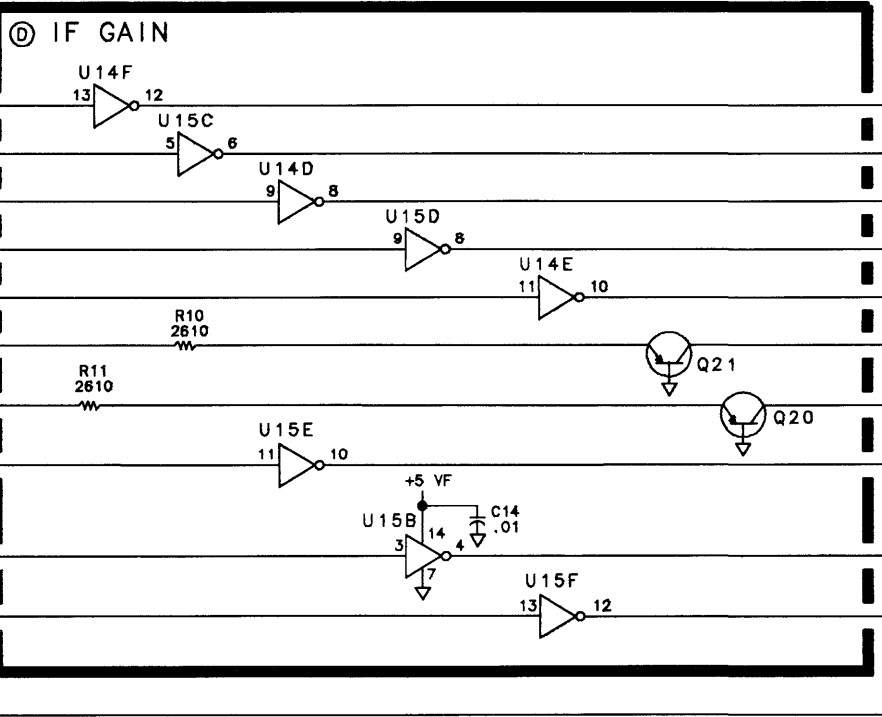 Ⓓ IF GAIN
U14F
13 12
U15C
5 6
U14D
9 8
U15D
9 8
U14E
11 10
R10
2610
Q21
R11
2610
Q20
U15E
11 10
+5 VF
C14
.01
U15B
14
3 4
7
U15F
13 12